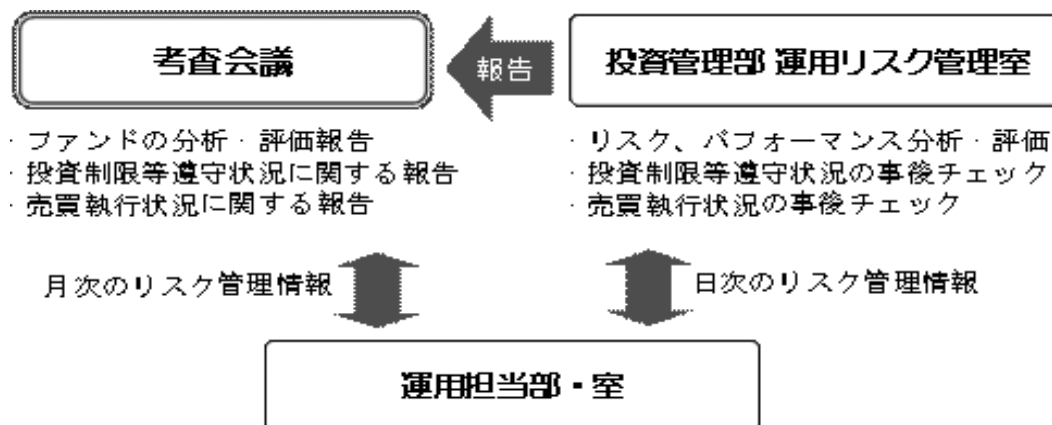 考査会議
報告
投資管理部 運用リスク管理室
・ファンドの分析・評価報告
・投資制限等遵守状況に関する報告
・売買執行状況に関する報告
・リスク、パフォーマンス分析・評価
・投資制限等遵守状況の事後チェック
・売買執行状況の事後チェック
月次のリスク管理情報
日次のリスク管理情報
運用担当部・室